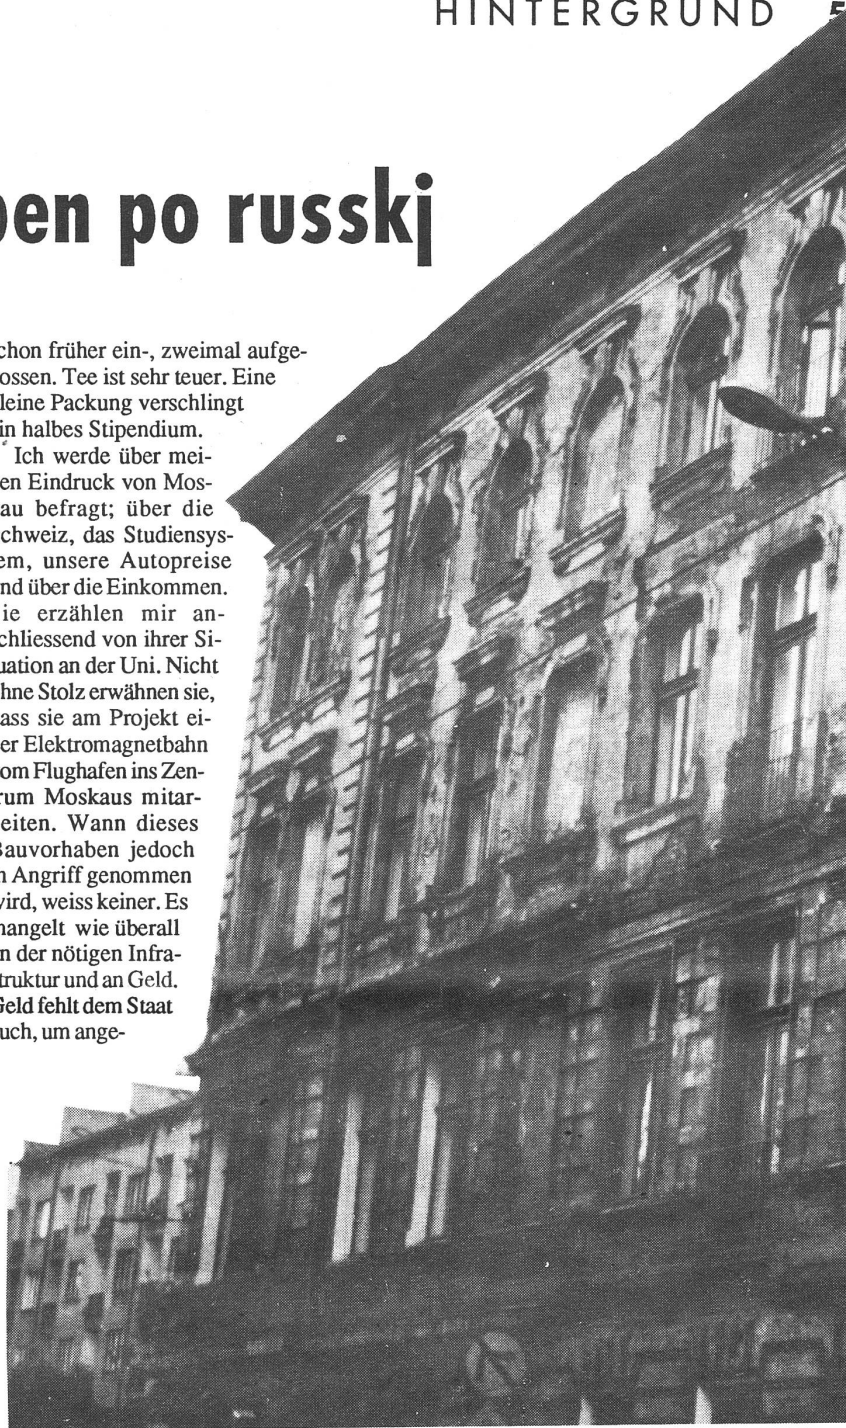 HINTERGRUND 5
en po russkj
chon früher ein-, zweimal aufge-
ossen. Tee ist sehr teuer. Eine
leine Packung verschlingt
in halbes Stipendium.
Ich werde über mei-
en Eindruck von Mos-
au befragt; über die
chweiz, das Studiensys-
em, unsere Autopreise
nd über die Einkommen.
ie erzählen mir an-
chliessend von ihrer Si-
uation an der Uni. Nicht
hne Stolz erwähnen sie,
ass sie am Projekt ei-
er Elektromagnetbahn
om Flughafen ins Zen-
rum Moskaus mitar-
eiten. Wann dieses
Bauvorhaben jedoch
n Angriff genommen
wird, weiss keiner. Es
mangelt wie überall
n der nötigen Infra-
truktur und an Geld.
Geld fehlt dem Staat
uch, um ange-